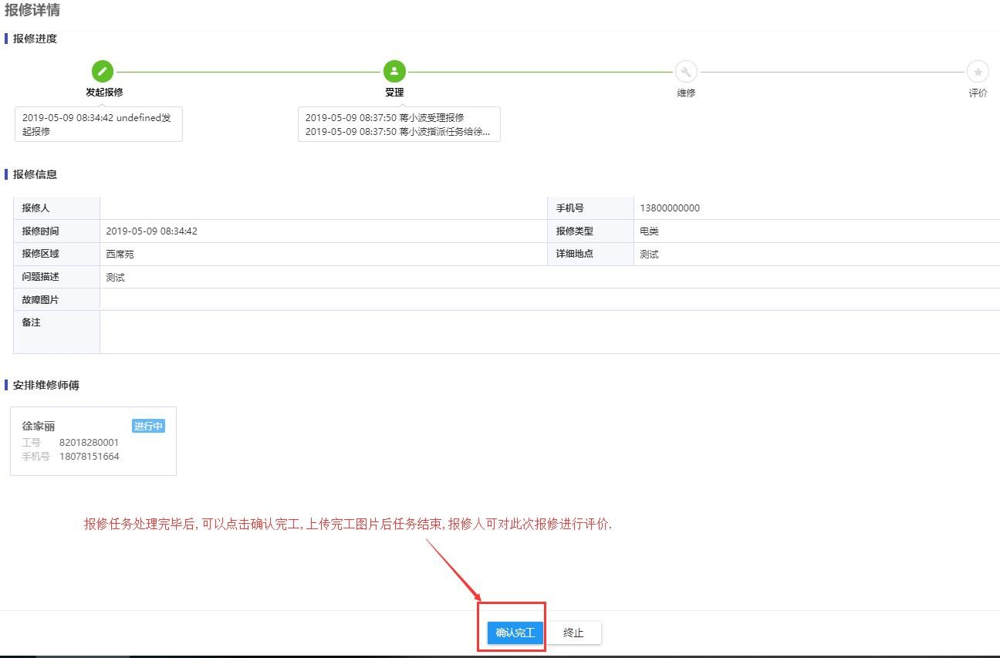 报修详情
报修进度
发起报修
受理
维修
评价
2019-05-09 08:34:42 undefined发
起报修
2019-05-09 08:37:50 蒋小波受理报修
2019-05-09 08:37:50 蒋小波指派任务给徐...
报修信息
报修人
手机号 13800000000
报修时间 2019-05-09 08:34:42 报修类型 电类
报修区域 西席苑 详细地点 测试
问题描述 测试
故障图片
备注
安排维修师傅
徐家丽 进行中
工号 82018280001
手机号 18078151664
报修任务处理完毕后, 可以点击确认完工, 上传完工图片后任务结束, 报修人可对此次报修进行评价.
确认完工 终止